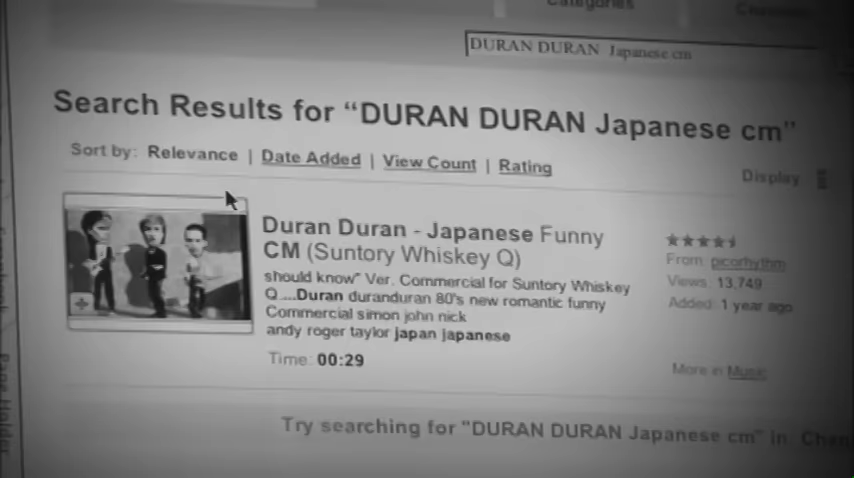 Categories
DURAN DURAN Japanese cm
Search Results for “DURAN DURAN Japanese cm”
Sort by: Relevance | Date Added | View Count | Rating
Display
Duran Duran - Japanese Funny
CM (Suntory Whiskey Q)
should know" Ver. Commercial for Suntory Whiskey
Q....Duran duranduran 80's new romantic funny
Commercial simon john nick
andy roger taylor japan japanese
Time: 00:29
From: picorhythm
Views: 13,749
Added: 1 year ago
More in Music
Try searching for "DURAN DURAN Japanese cm" in: